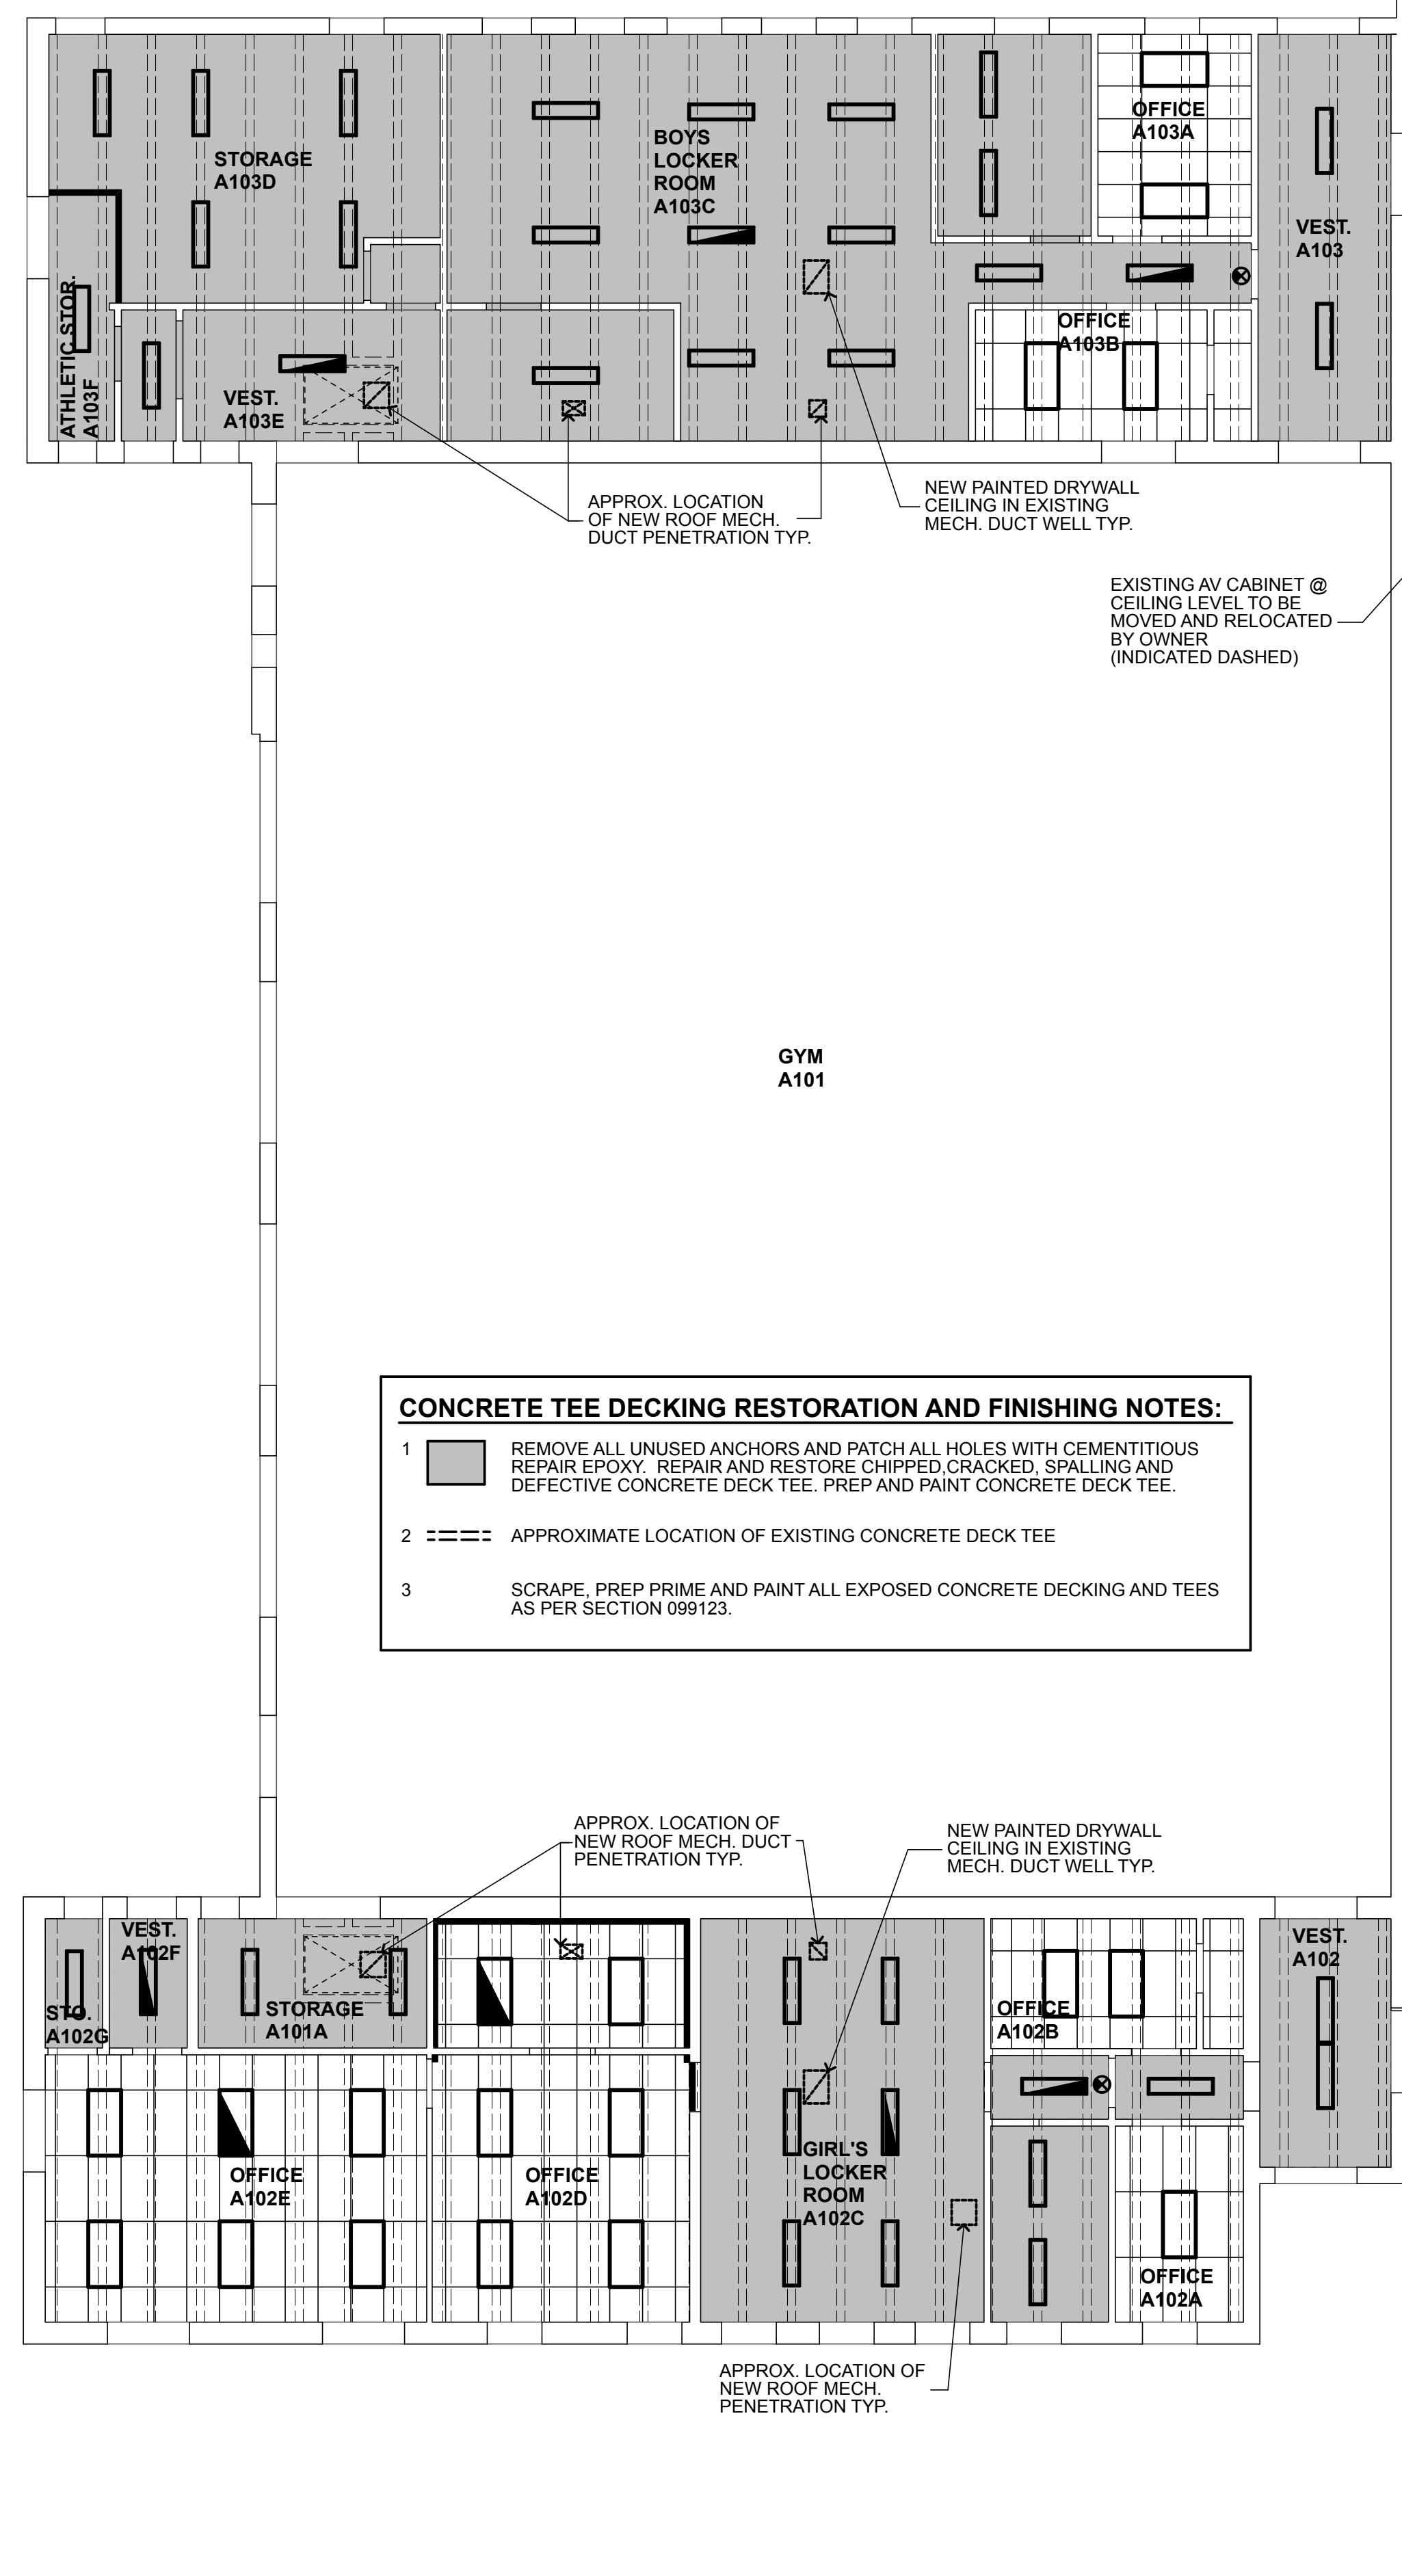 OFFICE
A103A
BOYS
LOCKER
ROOM
A103C
STORAGE
A103D
VEST.
A103
ATHLETIC STOR.
A103F
OFFICE
A103B
VEST.
A103E
APPROX. LOCATION
OF NEW ROOF MECH.
DUCT PENETRATION TYP.
NEW PAINTED DRYWALL
CEILING IN EXISTING
MECH. DUCT WELL TYP.
EXISTING AV CABINET @
CEILING LEVEL TO BE
MOVED AND RELOCATED
BY OWNER
(INDICATED DASHED)
GYM
A101
CONCRETE TEE DECKING RESTORATION AND FINISHING NOTES:
1 REMOVE ALL UNUSED ANCHORS AND PATCH ALL HOLES WITH CEMENTITIOUS
REPAIR EPOXY. REPAIR AND RESTORE CHIPPED,CRACKED, SPALLING AND
DEFECTIVE CONCRETE DECK TEE. PREP AND PAINT CONCRETE DECK TEE.
2 APPROXIMATE LOCATION OF EXISTING CONCRETE DECK TEE
3 SCRAPE, PREP PRIME AND PAINT ALL EXPOSED CONCRETE DECKING AND TEES
AS PER SECTION 099123.
APPROX. LOCATION OF
NEW ROOF MECH. DUCT
PENETRATION TYP.
NEW PAINTED DRYWALL
CEILING IN EXISTING
MECH. DUCT WELL TYP.
VEST.
A102F
VEST.
A102
STO.
A102G
STORAGE
A101A
OFFICE
A102B
OFFICE
A102E
OFFICE
A102D
GIRL'S
LOCKER
ROOM
A102C
OFFICE
A102A
APPROX. LOCATION OF
NEW ROOF MECH.
PENETRATION TYP.